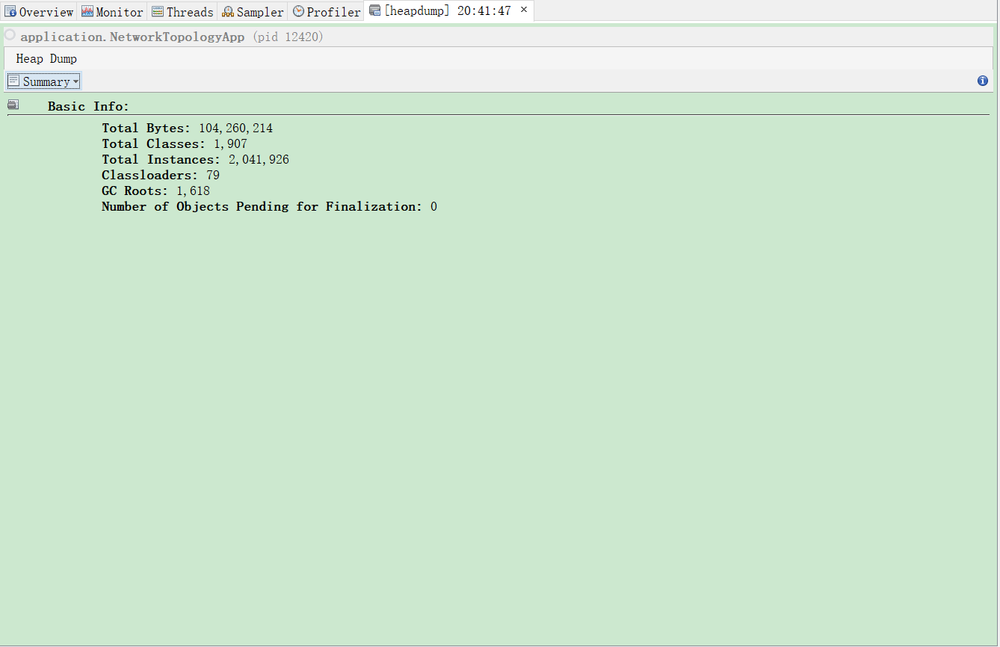 Overview Monitor Threads Sampler Profiler [heapdump] 20:41:47 ×
application.NetworkTopologyApp (pid 12420)
Heap Dump
Summary
Basic Info:
Total Bytes: 104,260,214
Total Classes: 1,907
Total Instances: 2,041,926
Classloaders: 79
GC Roots: 1,618
Number of Objects Pending for Finalization: 0